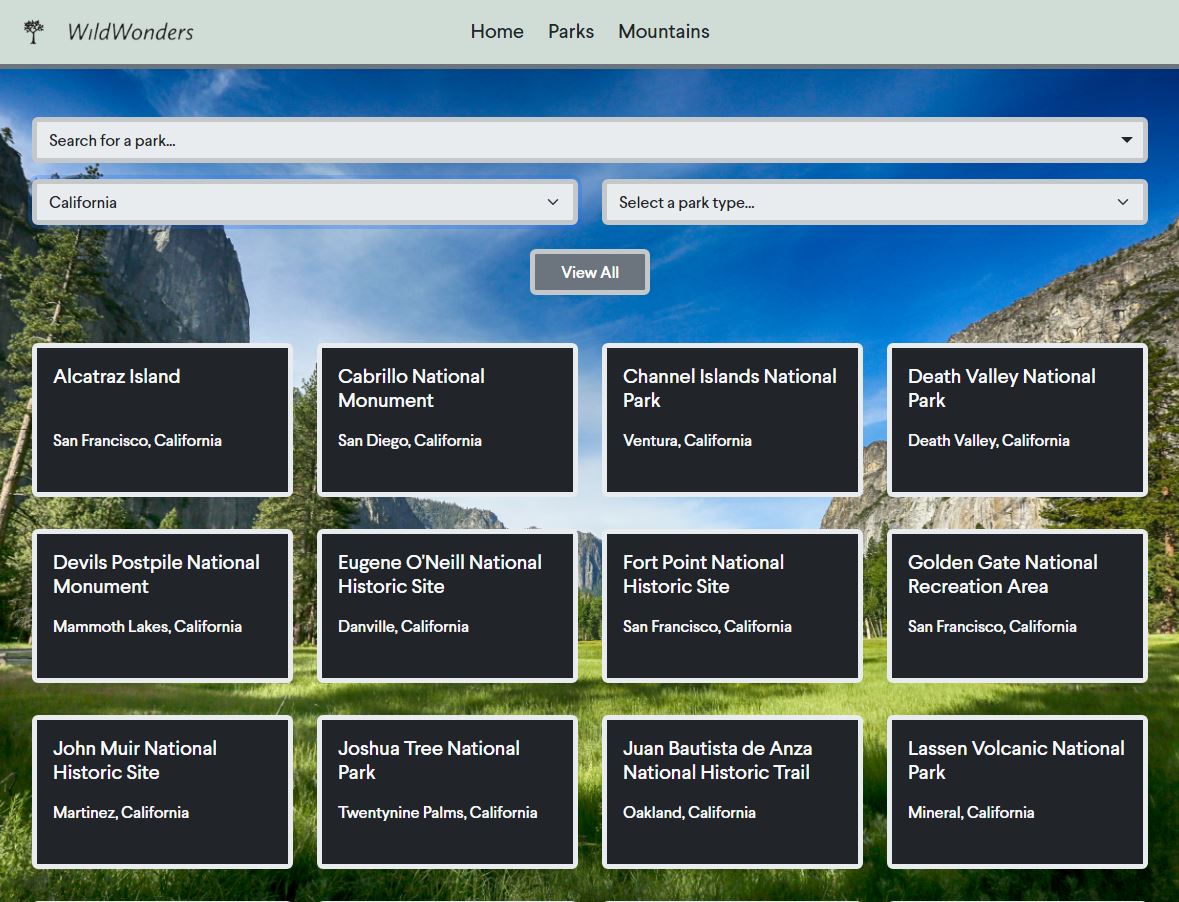 WildWonders
Home Parks Mountains
Search for a park...
California
Select a park type...
View All
Alcatraz Island
San Francisco, California
Cabrillo National
Monument
San Diego, California
Channel Islands National
Park
Ventura, California
Death Valley National
Park
Death Valley, California
Devils Postpile National
Monument
Mammoth Lakes, California
Eugene O'Neill National
Historic Site
Danville, California
Fort Point National
Historic Site
San Francisco, California
Golden Gate National
Recreation Area
San Francisco, California
John Muir National
Historic Site
Martinez, California
Joshua Tree National
Park
Twentynine Palms, California
Juan Bautista de Anza
National Historic Trail
Oakland, California
Lassen Volcanic National
Park
Mineral, California